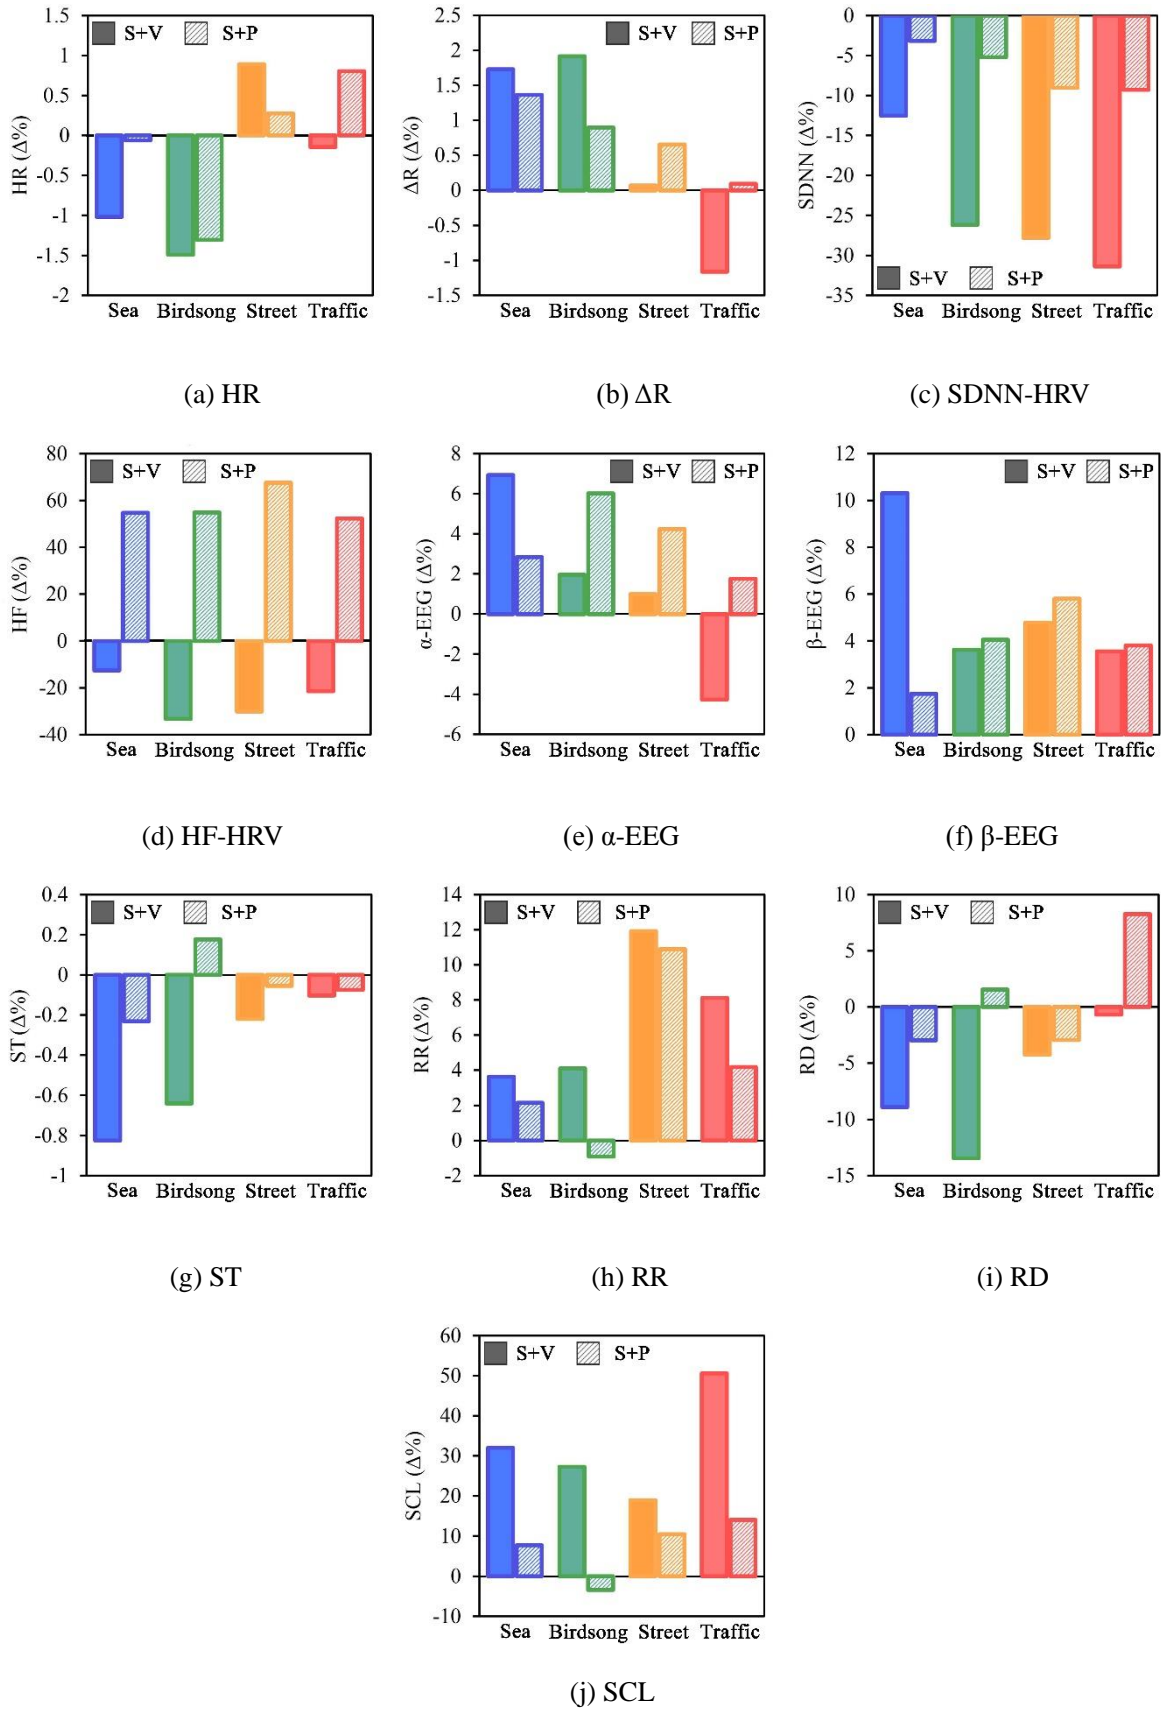 S+V S+P
HR (Δ%)
1.5
1
0.5
0
-0.5
-1
-1.5
-2
Sea Birdsong Street Traffic
(a) HR
S+V S+P
ΔR (Δ%)
2.5
2
1.5
1
0.5
0
-0.5
-1
-1.5
Sea Birdsong Street Traffic
(b) ΔR
S+V S+P
SDNN (Δ%)
0
-5
-10
-15
-20
-25
-30
-35
Sea Birdsong Street Traffic
(c) SDNN-HRV
S+V S+P
HF (Δ%)
80
60
40
20
0
-20
-40
Sea Birdsong Street Traffic
(d) HF-HRV
S+V S+P
α-EEG (Δ%)
8
6
4
2
0
-2
-4
-6
Sea Birdsong Street Traffic
(e) α-EEG
S+V S+P
β-EEG (Δ%)
12
10
8
6
4
2
0
Sea Birdsong Street Traffic
(f) β-EEG
S+V S+P
ST (Δ%)
0.4
0.2
0
-0.2
-0.4
-0.6
-0.8
-1
Sea Birdsong Street Traffic
(g) ST
S+V S+P
RR (Δ%)
14
12
10
8
6
4
2
0
-2
Sea Birdsong Street Traffic
(h) RR
S+V S+P
RD (Δ%)
10
5
0
-5
-10
-15
Sea Birdsong Street Traffic
(i) RD
S+V S+P
SCL (Δ%)
60
50
40
30
20
10
0
-10
Sea Birdsong Street Traffic
(j) SCL